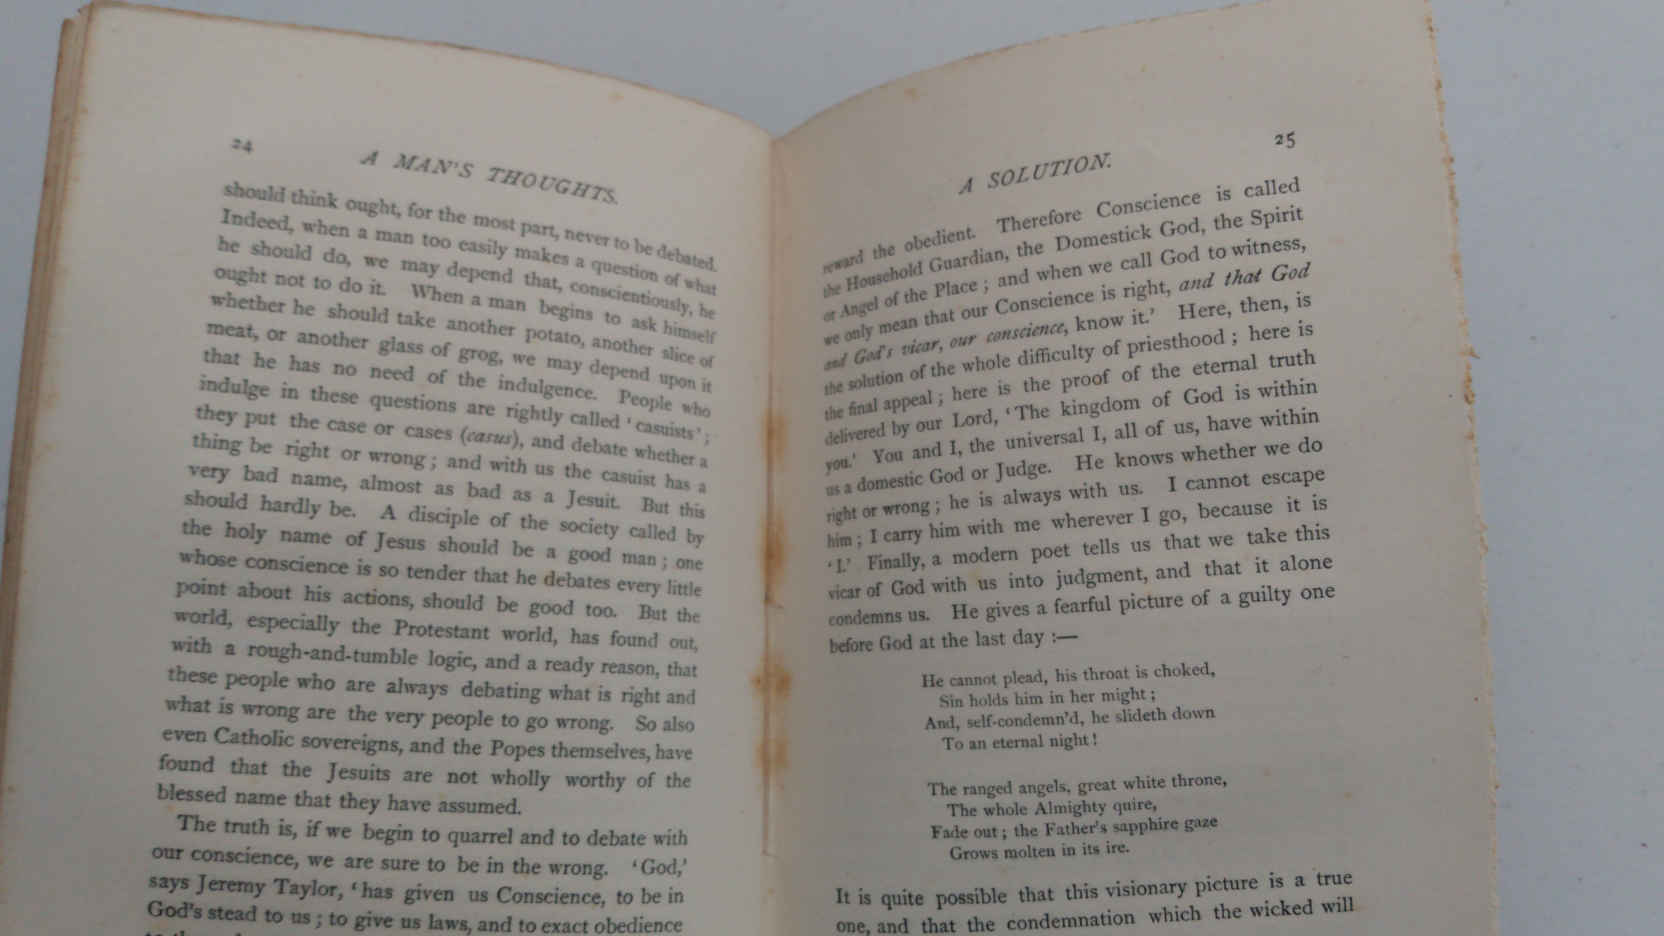 24
A MAN'S THOUGHTS.
should think ought, for the most part, never to be debated.
Indeed, when a man too easily makes a question of what
he should do, we may depend that, conscientiously, he
ought not to do it. When a man begins to ask himself
whether he should take another potato, another slice of
meat, or another glass of grog, we may depend upon it
that he has no need of the indulgence. People who
indulge in these questions are rightly called ‘casuists’;
they put the case or cases (casus), and debate whether a
thing be right or wrong; and with us the casuist has a
very bad name, almost as bad as a Jesuit. But this
should hardly be. A disciple of the society called by
the holy name of Jesus should be a good man; one
whose conscience is so tender that he debates every little
point about his actions, should be good too. But the
world, especially the Protestant world, has found out,
with a rough-and-tumble logic, and a ready reason, that
these people who are always debating what is right and
what is wrong are the very people to go wrong. So also
even Catholic sovereigns, and the Popes themselves, have
found that the Jesuits are not wholly worthy of the
blessed name that they have assumed.
The truth is, if we begin to quarrel and to debate with
our conscience, we are sure to be in the wrong. ‘God,’
says Jeremy Taylor, ‘has given us Conscience, to be in
God's stead to us; to give us laws, and to exact obedience
25
A SOLUTION.
reward the obedient. Therefore Conscience is called
the Household Guardian, the Domestick God, the Spirit
or Angel of the Place; and when we call God to witness,
we only mean that our Conscience is right, and that God
and God's vicar, our conscience, know it.’ Here, then, is
the solution of the whole difficulty of priesthood; here is
the final appeal; here is the proof of the eternal truth
delivered by our Lord, ‘The kingdom of God is within
you.’ You and I, the universal I, all of us, have within
us a domestic God or Judge. He knows whether we do
right or wrong; he is always with us. I cannot escape
him; I carry him with me wherever I go, because it is
‘I.’ Finally, a modern poet tells us that we take this
vicar of God with us into judgment, and that it alone
condemns us. He gives a fearful picture of a guilty one
before God at the last day :—
He cannot plead, his throat is choked,
Sin holds him in her might;
And, self-condemn'd, he slideth down
To an eternal night!
The ranged angels, great white throne,
The whole Almighty quire,
Fade out; the Father's sapphire gaze
Grows molten in its ire.
It is quite possible that this visionary picture is a true
one, and that the condemnation which the wicked will